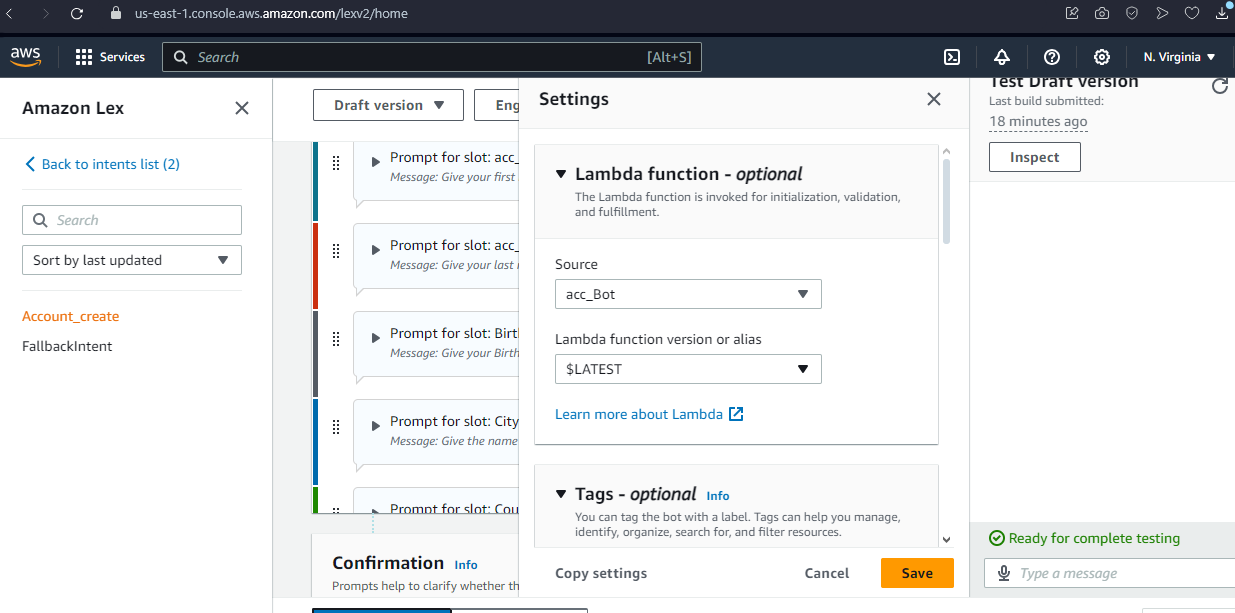 us-east-1.console.aws.amazon.com/lexv2/home
aws
Services
Search
[Alt+S]
N. Virginia
Amazon Lex
Back to intents list (2)
Search
Sort by last updated
Account_create
FallbackIntent
Draft version
Eng
Prompt for slot: acc_
Message: Give your first
Prompt for slot: acc_
Message: Give your last
Prompt for slot: Birt
Message: Give your Birth
Prompt for slot: City
Message: Give the name
Prompt for slot: Cou
Confirmation Info
Prompts help to clarify whether th
Settings
Lambda function - optional
The Lambda function is invoked for initialization, validation,
and fulfillment.
Source
acc_Bot
Lambda function version or alias
$LATEST
Learn more about Lambda
Tags - optional Info
You can tag the bot with a label. Tags can help you manage,
identify, organize, search for, and filter resources.
Copy settings
Cancel
Save
Test Draft version
Last build submitted:
18 minutes ago
Inspect
Ready for complete testing
Type a message